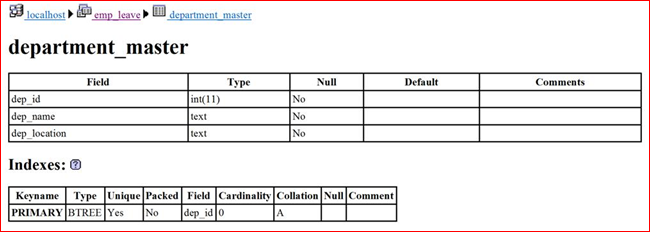 localhost emp_leave department_master
department_master
Field Type Null Default Comments
dep_id int(11) No
dep_name text No
dep_location text No
Indexes: ?
Keyname Type Unique Packed Field Cardinality Collation Null Comment
PRIMARY BTREE Yes No dep_id 0 A